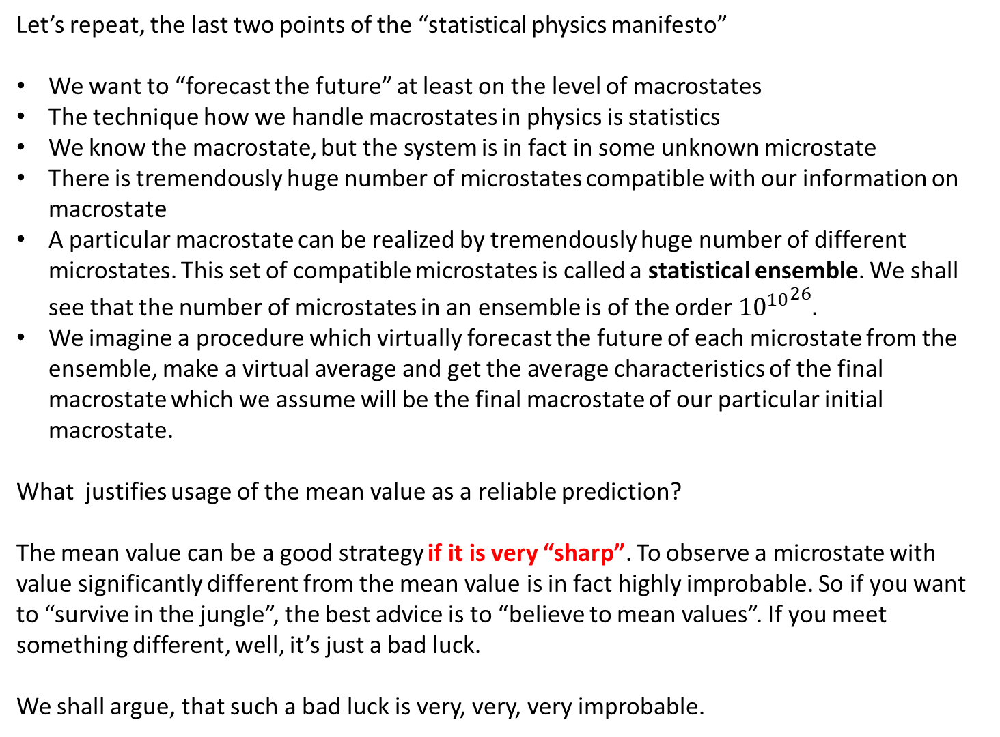 Let's repeat, the last two points of the “statistical physics manifesto”
• We want to “forecast the future” at least on the level of macrostates
• The technique how we handle macrostates in physics is statistics
• We know the macrostate, but the system is in fact in some unknown microstate
• There is tremendously huge number of microstates compatible with our information on
macrostate
• A particular macrostate can be realized by tremendously huge number of different
microstates. This set of compatible microstates is called a statistical ensemble. We shall
see that the number of microstates in an ensemble is of the order 10^{10^{26}}.
• We imagine a procedure which virtually forecast the future of each microstate from the
ensemble, make a virtual average and get the average characteristics of the final
macrostate which we assume will be the final macrostate of our particular initial
macrostate.
What  justifies usage of the mean value as a reliable prediction?
The mean value can be a good strategy if it is very “sharp”. To observe a microstate with
value significantly different from the mean value is in fact highly improbable. So if you want
to “survive in the jungle”, the best advice is to “believe to mean values”. If you meet
something different, well, it's just a bad luck.
We shall argue, that such a bad luck is very, very, very improbable.